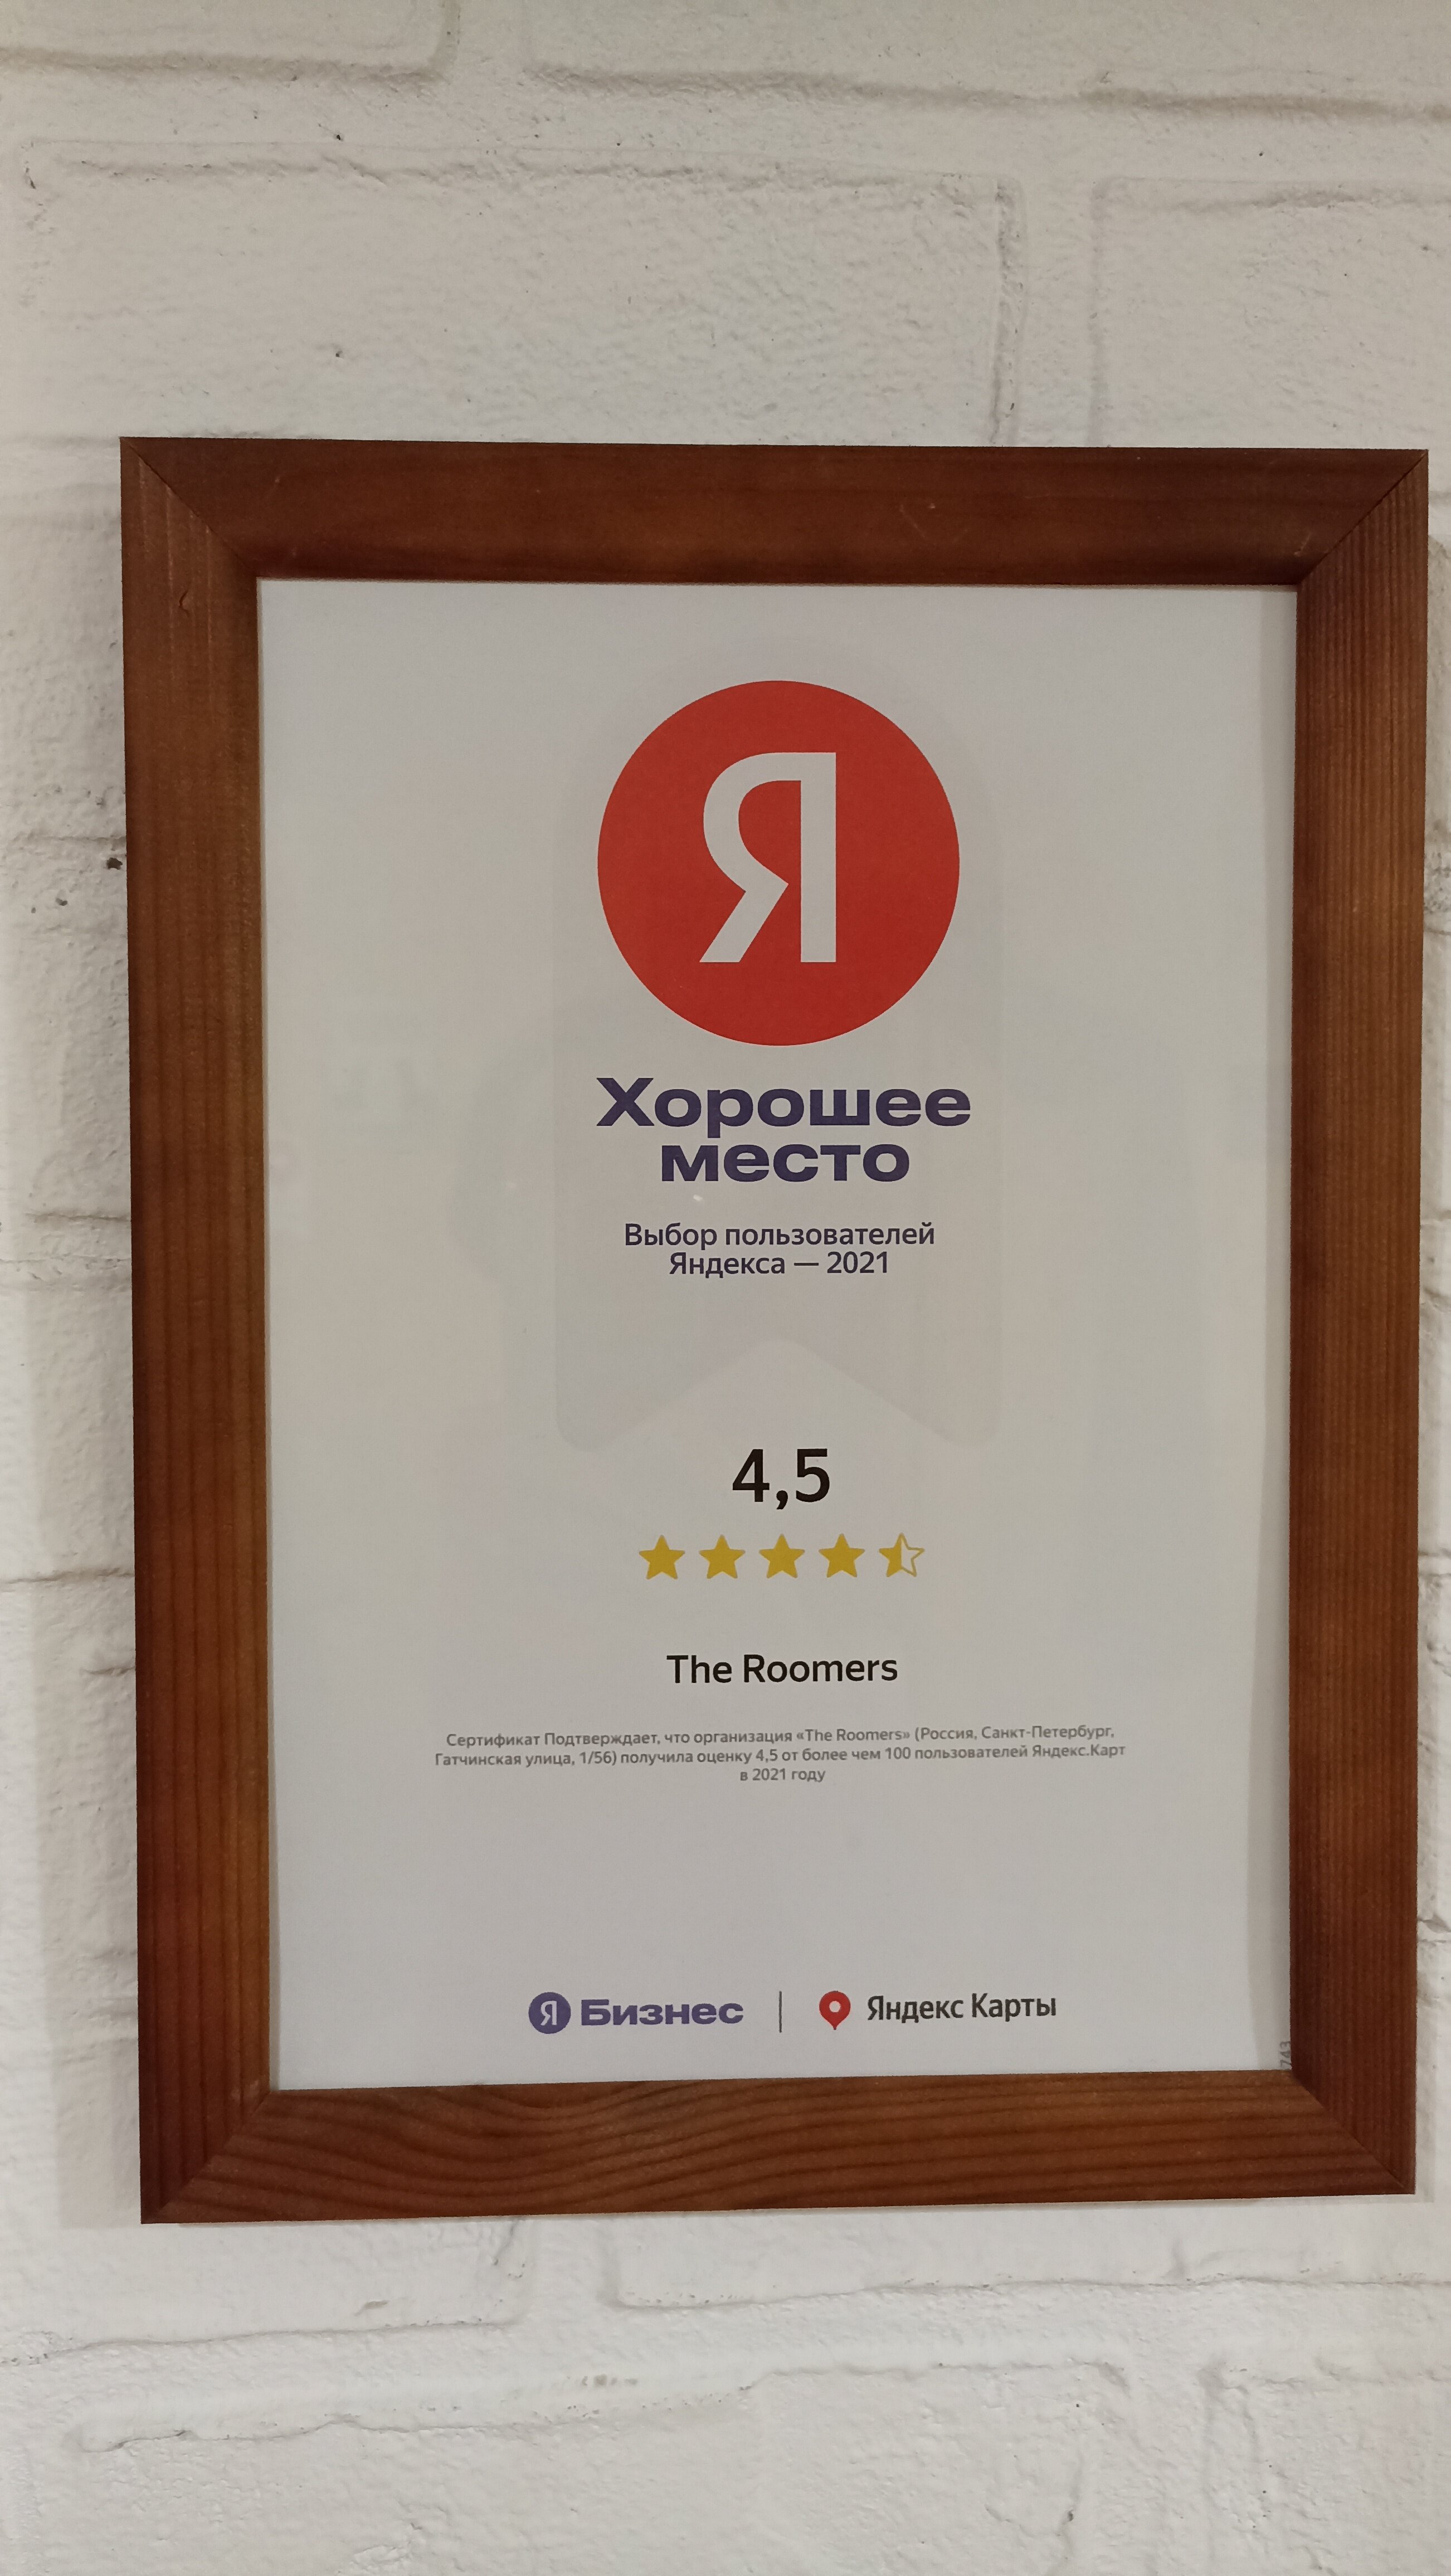 Я
Хорошее
место
Выбор пользователей
Яндекса — 2021
4,5
The Roomers
Сертификат Подтверждает, что организация «The Roomers» (Россия, Санкт-Петербург,
Гатчинская улица, 1/56) получила оценку 4,5 от более чем 100 пользователей Яндекс.Карт
в 2021 году
Я Бизнес | Яндекс Карты
743